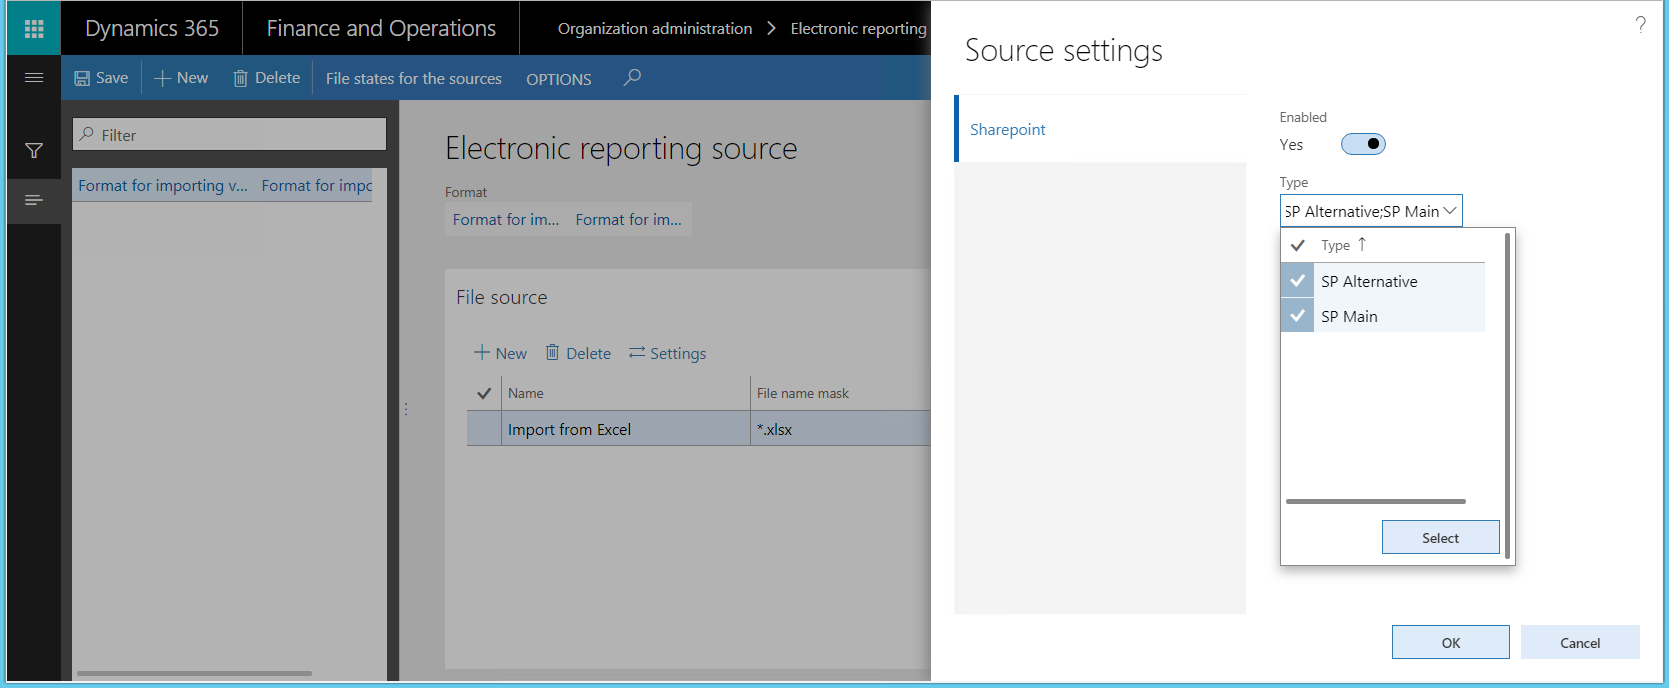 Dynamics 365 Finance and Operations Organization administration Electronic reporting
Save New Delete File states for the sources OPTIONS
Filter
Format for importing v... Format for impo
Electronic reporting source
Format
Format for im... Format for im...
File source
New Delete Settings
Name File name mask
Import from Excel *.xlsx
?
Source settings
Sharepoint
Enabled
Yes
Type
SP Alternative;SP Main
Type
SP Alternative
SP Main
Select
OK Cancel